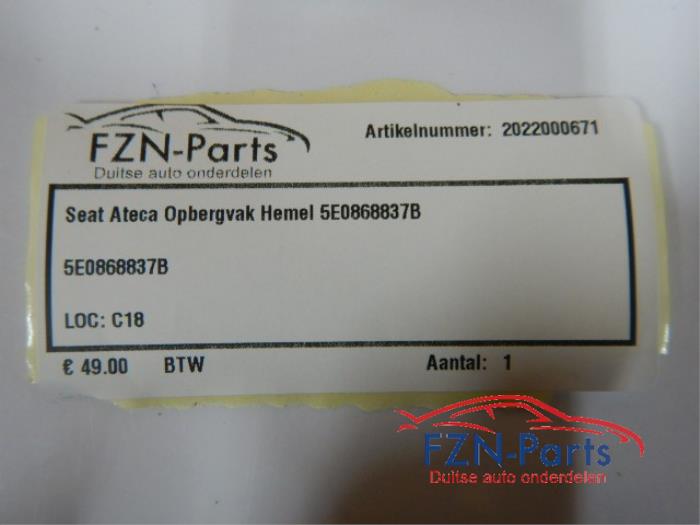 FZN-Parts
Duitse auto onderdelen
Artikelnummer: 2022000671
Seat Ateca Opbergvak Hemel 5E0868837B
5E0868837B
LOC: C18
€ 49.00 BTW Aantal: 1
FZN-Parts
Duitse auto onderdelen